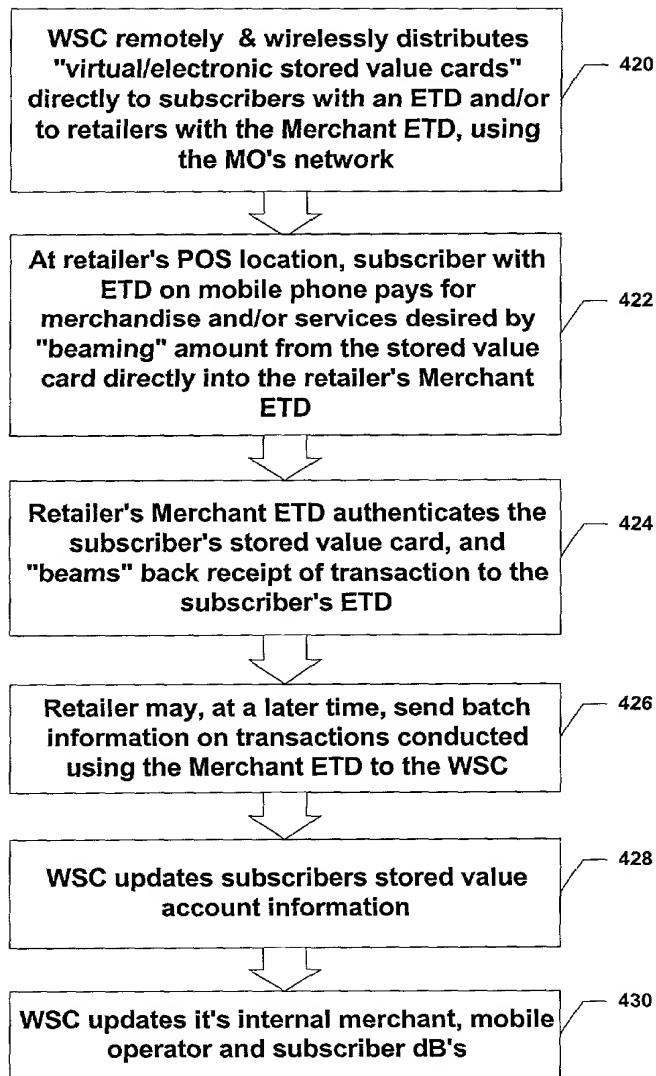 WSC remotely & wirelessly distributes
"virtual/electronic stored value cards"
directly to subscribers with an ETD and/or
to retailers with the Merchant ETD, using
the MO's network
420
At retailer's POS location, subscriber with
ETD on mobile phone pays for
merchandise and/or services desired by
"beaming" amount from the stored value
card directly into the retailer's Merchant
ETD
422
Retailer's Merchant ETD authenticates the
subscriber's stored value card, and
"beams" back receipt of transaction to the
subscriber's ETD
424
Retailer may, at a later time, send batch
information on transactions conducted
using the Merchant ETD to the WSC
426
WSC updates subscribers stored value
account information
428
WSC updates it's internal merchant, mobile
operator and subscriber dB's
430